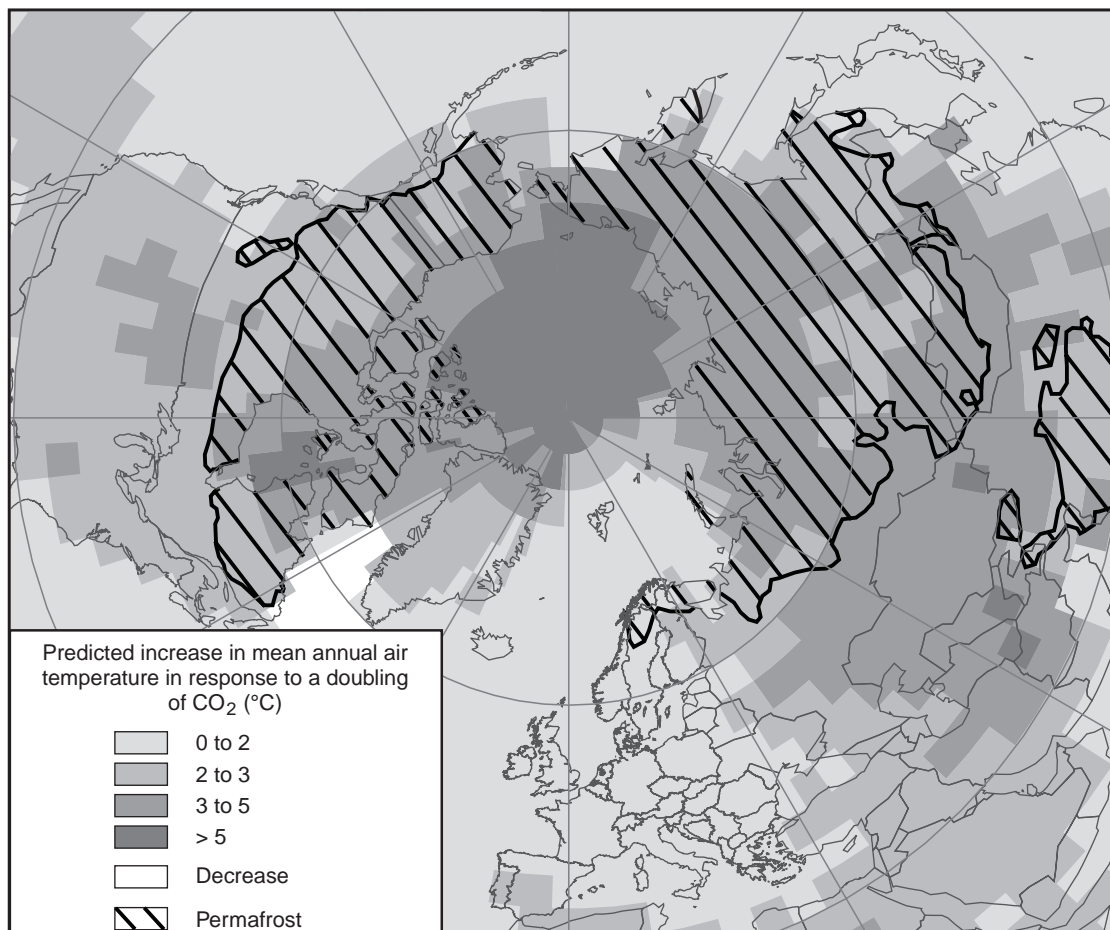 Predicted increase in mean annual air
temperature in response to a doubling
of CO2 (°C)
0 to 2
2 to 3
3 to 5
> 5
Decrease
Permafrost